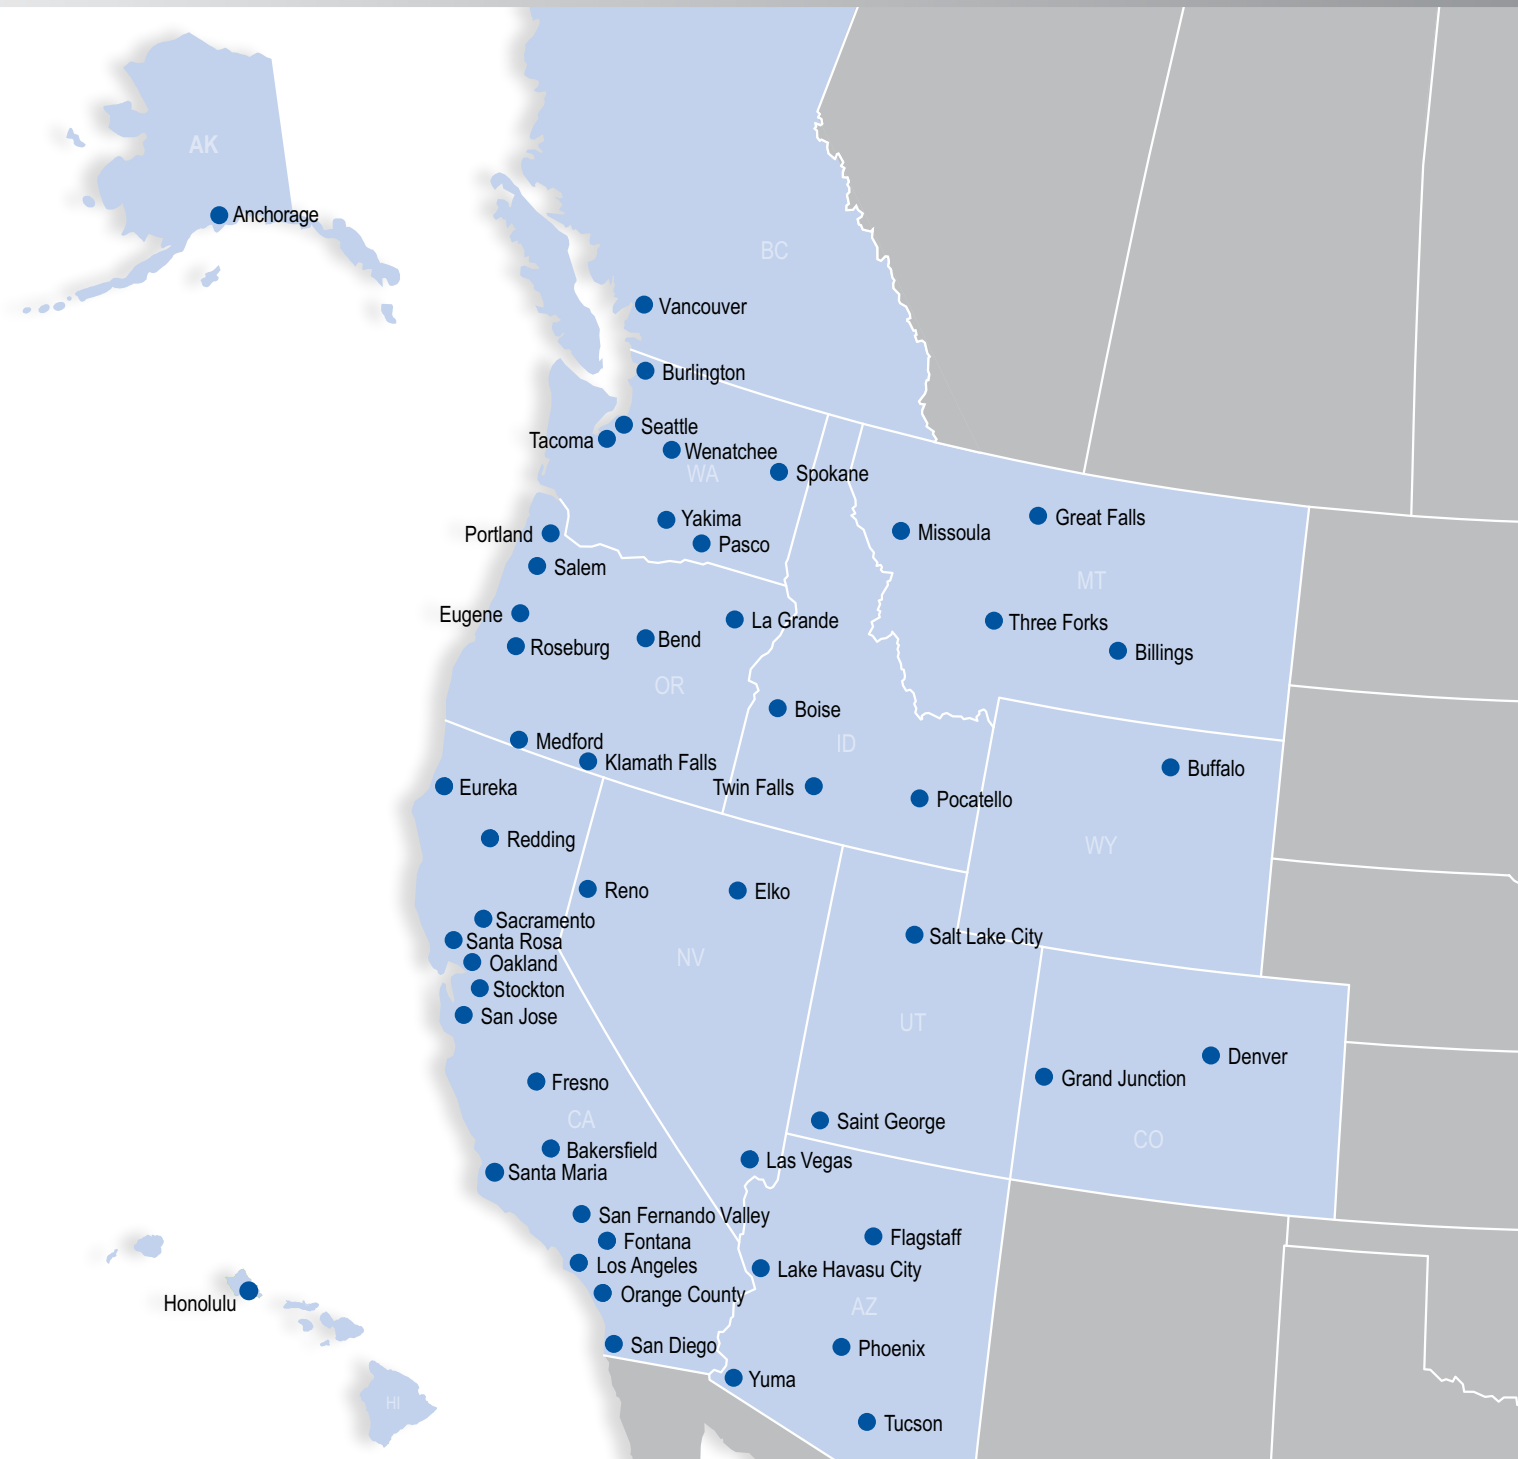 AK
Anchorage
BC
Vancouver
Burlington
Seattle
Tacoma
Wenatchee
WA
Spokane
Yakima
Pasco
Portland
Salem
Great Falls
Missoula
MT
Eugene
La Grande
Three Forks
Roseburg
Bend
Billings
OR
Boise
Medford
ID
Klamath Falls
Buffalo
Eureka
Twin Falls
Pocatello
Redding
WY
Reno
Elko
Sacramento
Santa Rosa
Salt Lake City
Oakland
NV
Stockton
San Jose
UT
Denver
Fresno
Grand Junction
CA
Saint George
CO
Bakersfield
Las Vegas
Santa Maria
San Fernando Valley
Fontana
Flagstaff
Los Angeles
Lake Havasu City
Orange County
Honolulu
AZ
San Diego
Phoenix
Yuma
HI
Tucson